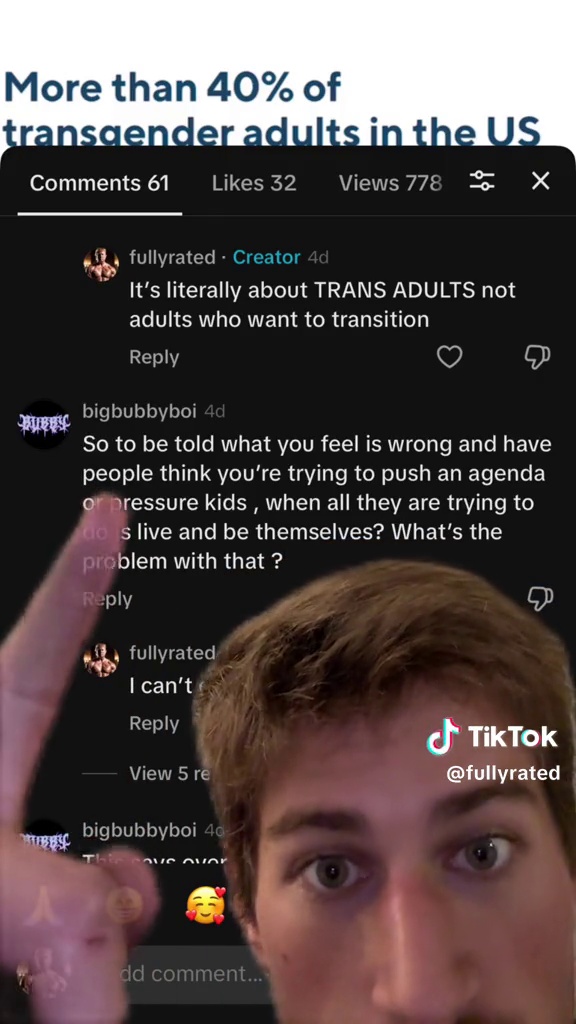 More than 40% of
transgender adults in the US
Comments 61 Likes 32 Views 778
fullyrated · Creator 4d
It's literally about TRANS ADULTS not
adults who want to transition
Reply
bigbubbyboi 4d
So to be told what you feel is wrong and have
people think you're trying to push an agenda
or pressure kids , when all they are trying to
do is live and be themselves? What's the
problem with that ?
Reply
fullyrated
I can't
Reply
View 5 re
TikTok
@fullyrated
bigbubbyboi 4d
This says over
dd comment...